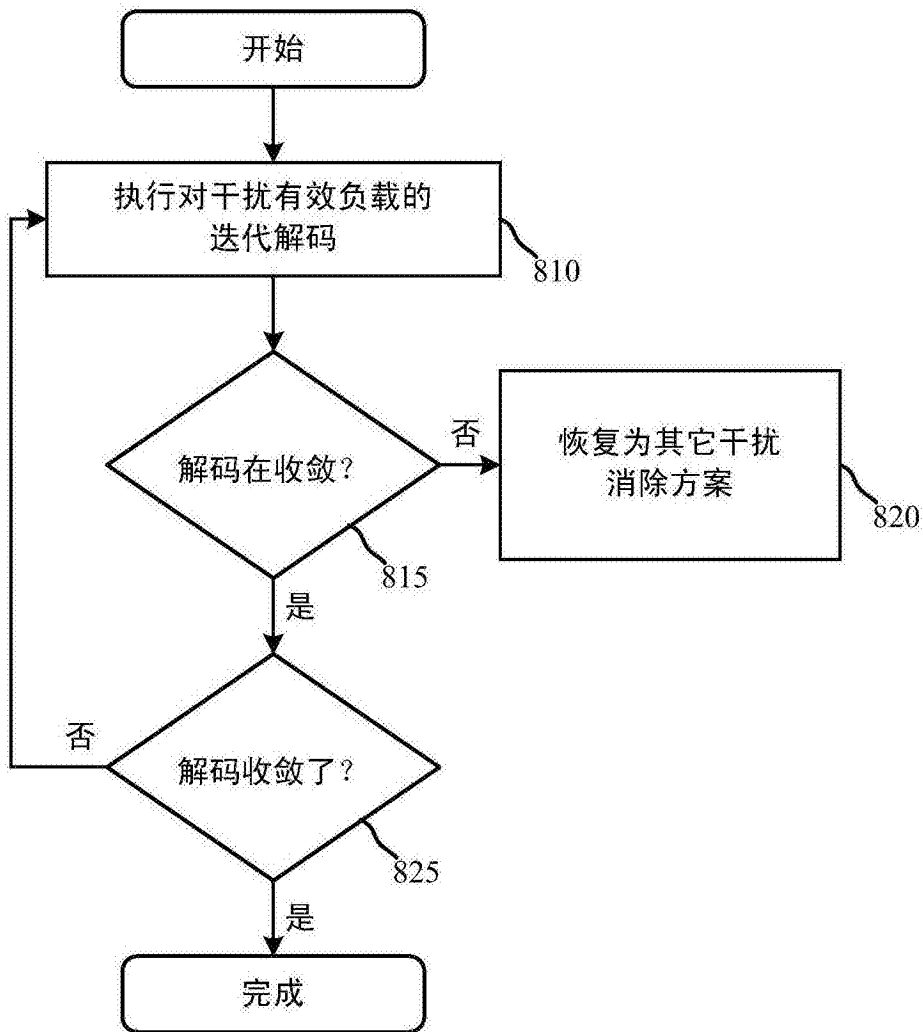 开始
执行对干扰有效负载的
迭代解码
810
解码在收敛？
否
恢复为其它干扰
消除方案
820
815
是
否
解码收敛了？
825
是
完成